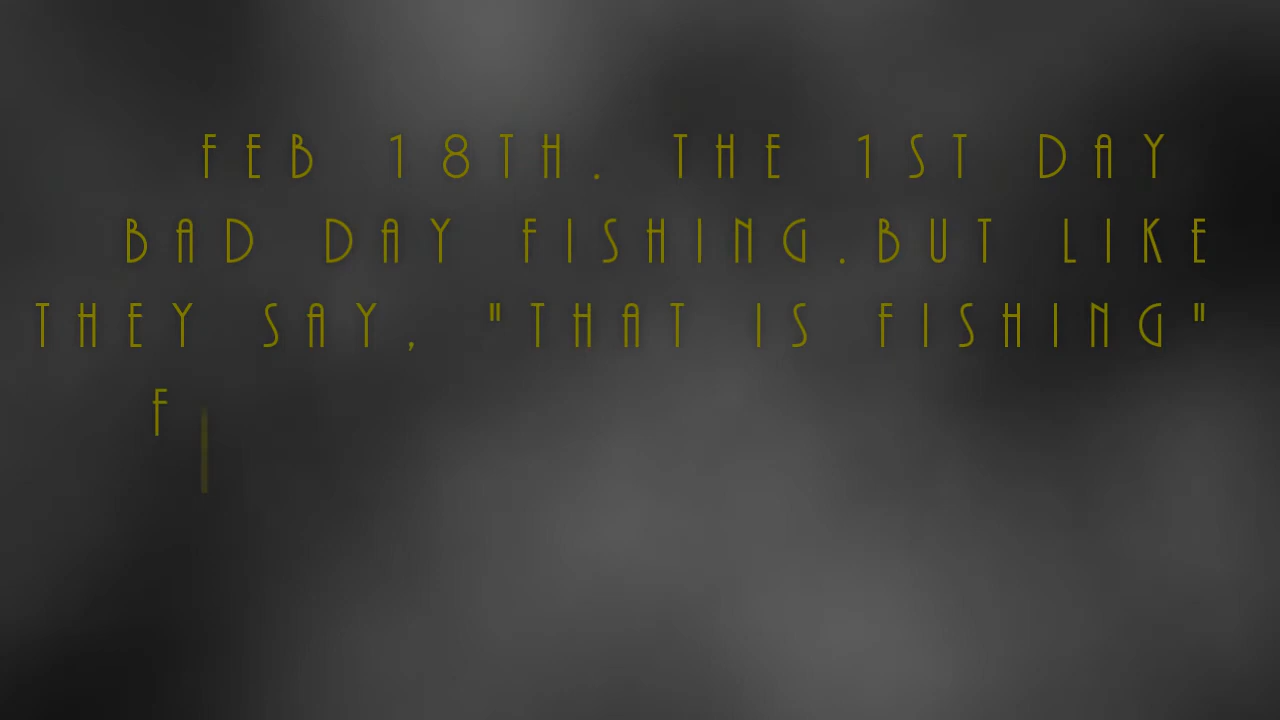 FEB 18TH. THE 1ST DAY
BAD DAY FISHING.BUT LIKE
THEY SAY, "THAT IS FISHING"
F